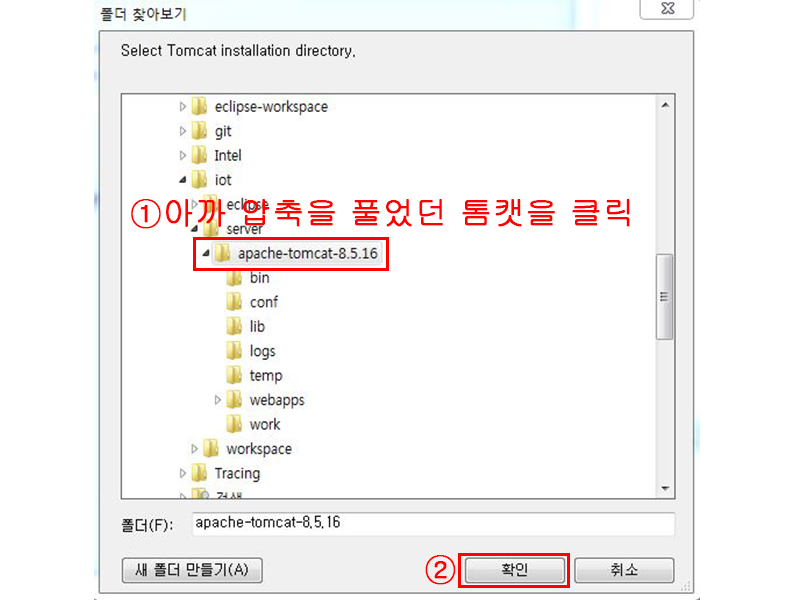 폴더 찾아보기
Select Tomcat installation directory.
eclipse-workspace
git
Intel
iot
eclipse
①아까 압축을 풀었던 톰캣을 클릭
server
apache-tomcat-8.5.16
bin
conf
lib
logs
temp
webapps
work
workspace
Tracing
검색
폴더(F): apache-tomcat-8.5.16
새 폴더 만들기(A) ② 확인 취소